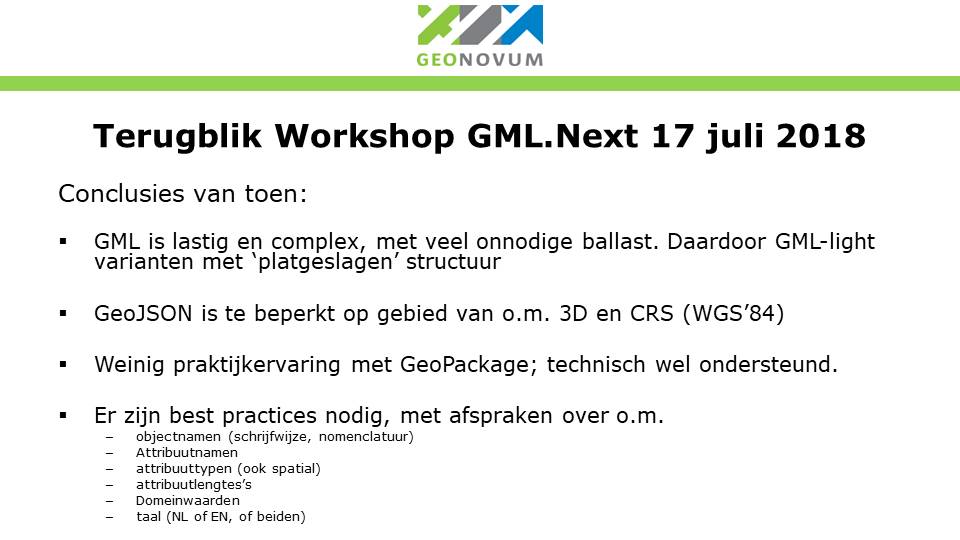 GEONOVUM
Terugblik Workshop GML.Next 17 juli 2018
Conclusies van toen:
▪ GML is lastig en complex, met veel onnodige ballast. Daardoor GML-light
varianten met ‘platgeslagen’ structuur
▪ GeoJSON is te beperkt op gebied van o.m. 3D en CRS (WGS’84)
▪ Weinig praktijkervaring met GeoPackage; technisch wel ondersteund.
▪ Er zijn best practices nodig, met afspraken over o.m.
– objectnamen (schrijfwijze, nomenclatuur)
– Attribuutnamen
– attribuuttypen (ook spatial)
– attribuutlengtes’s
– Domeinwaarden
– taal (NL of EN, of beiden)